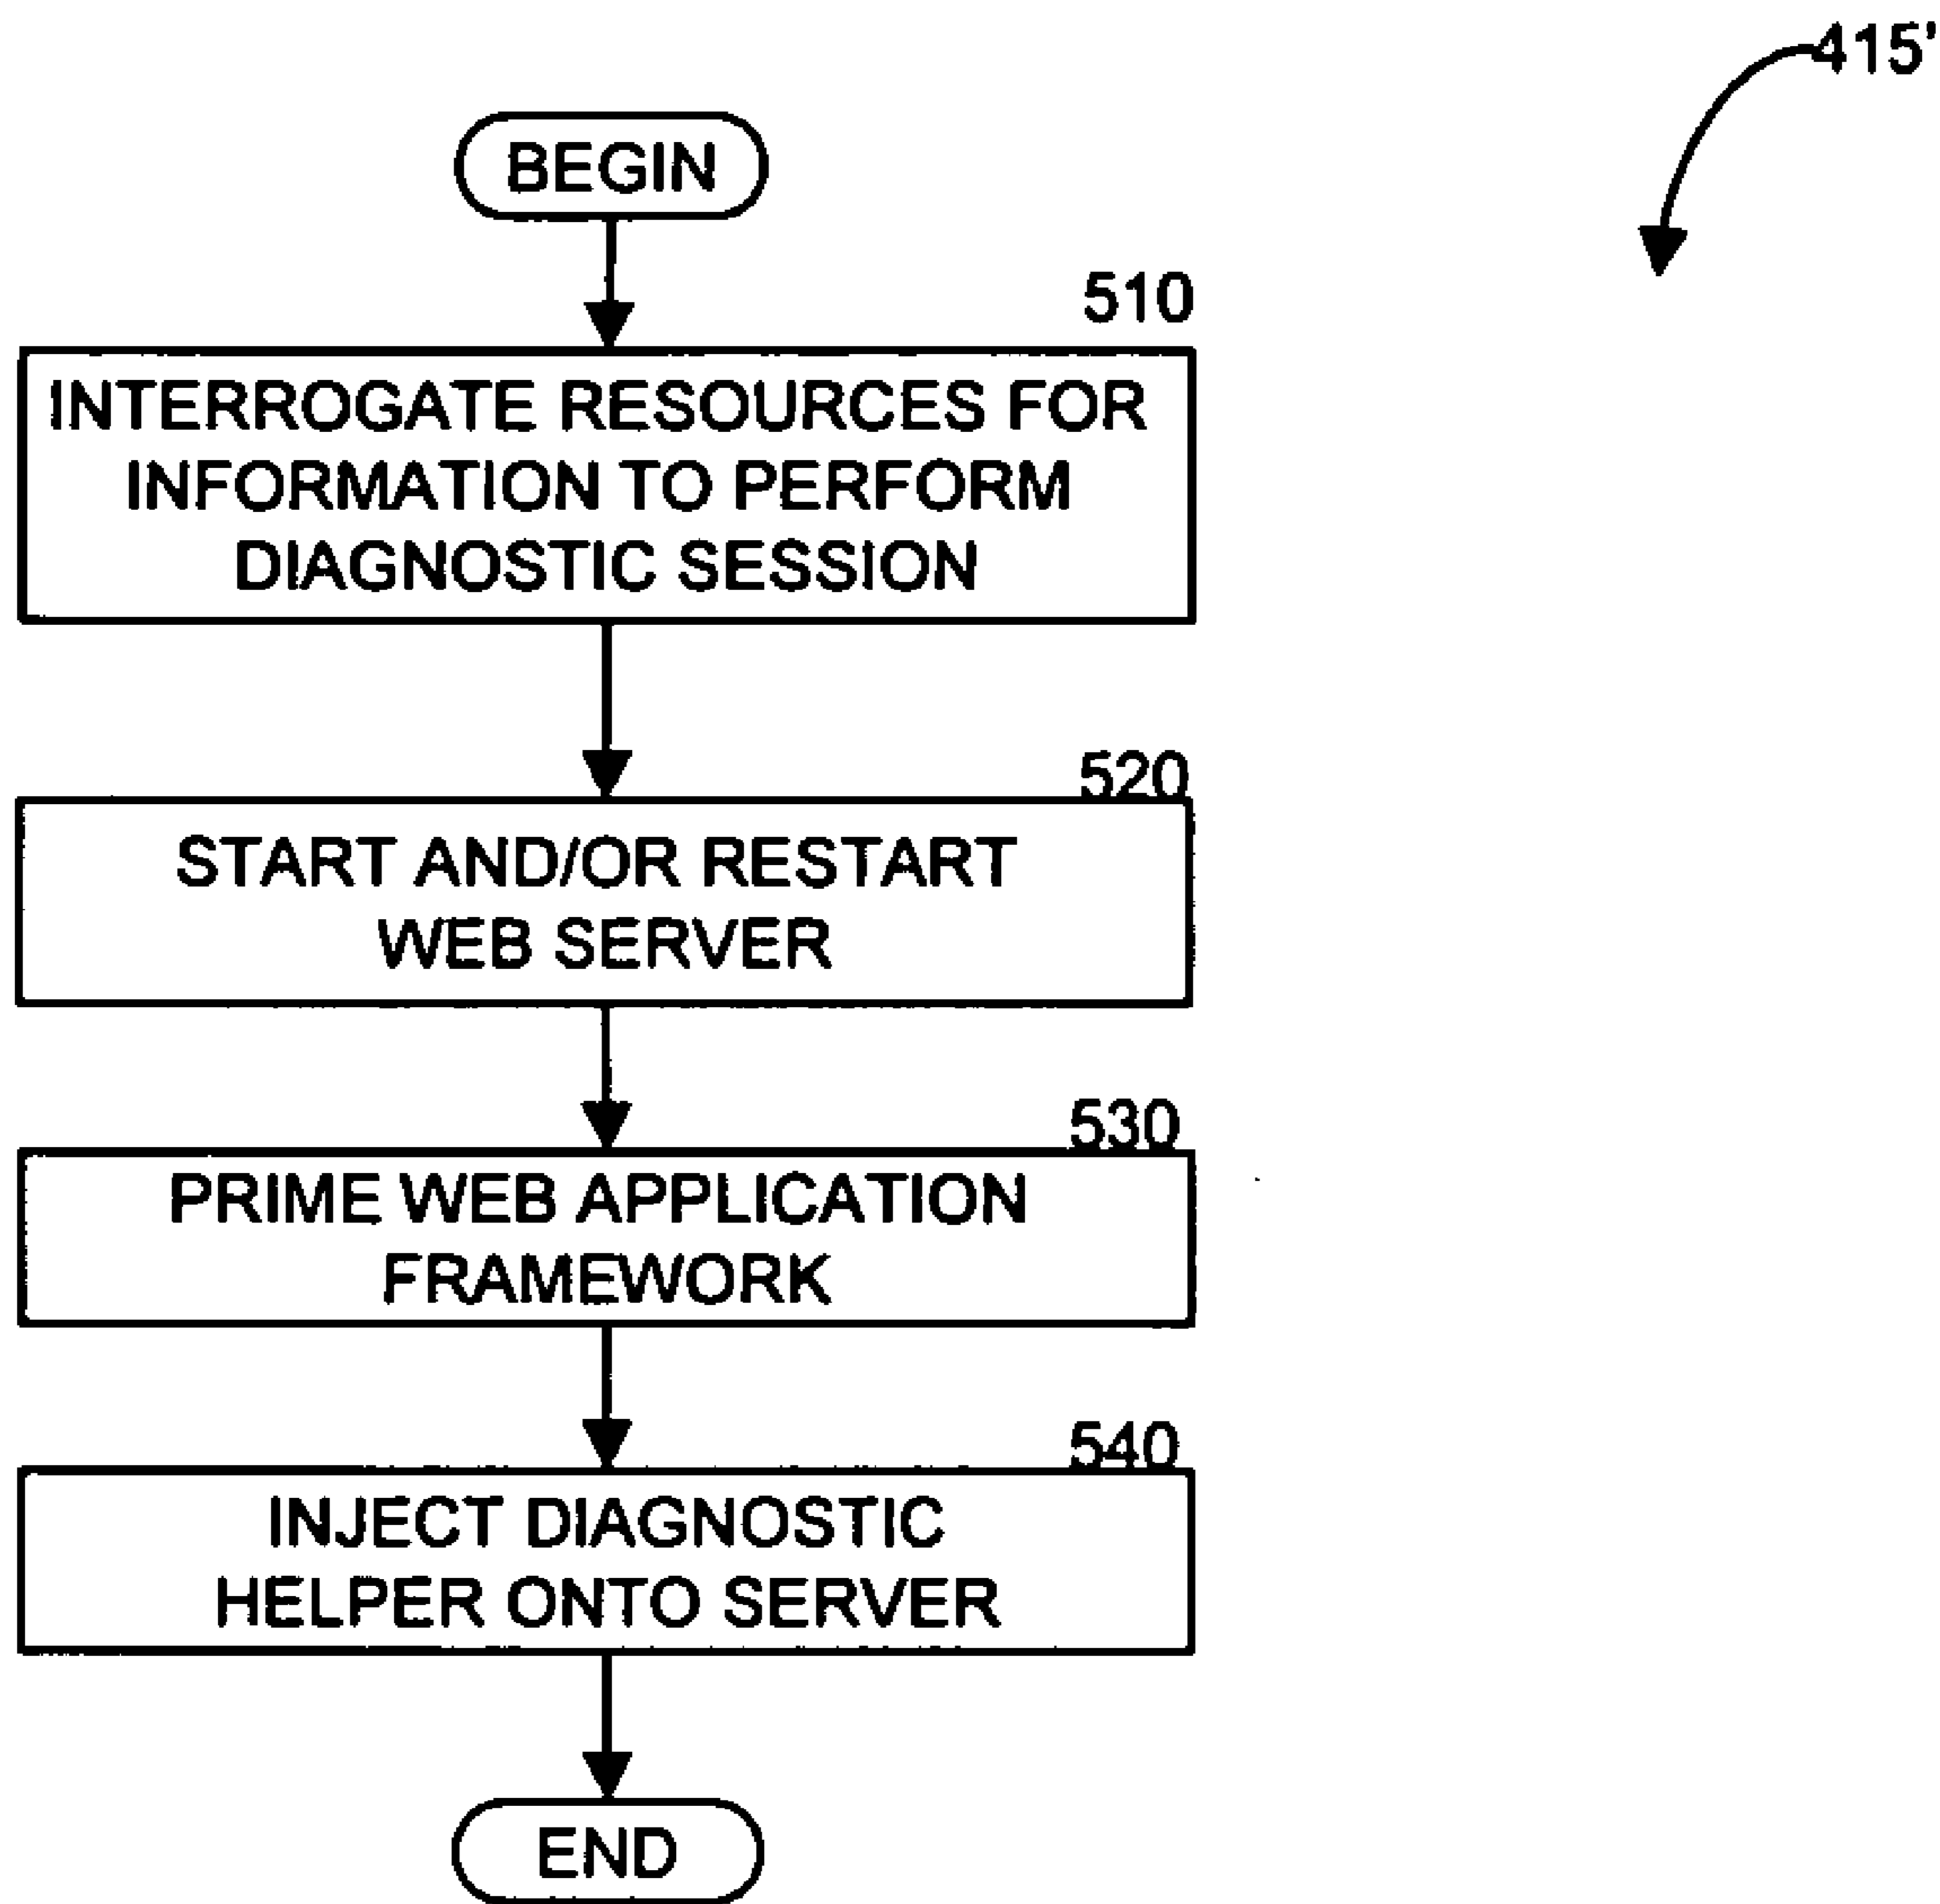 415'
BEGIN
510
INTERROGATE RESOURCES FOR
INFORMATION TO PERFORM
DIAGNOSTIC SESSION
520
START AND/OR RESTART
WEB SERVER
530
PRIME WEB APPLICATION
FRAMEWORK
540
INJECT DIAGNOSTIC
HELPER ONTO SERVER
END